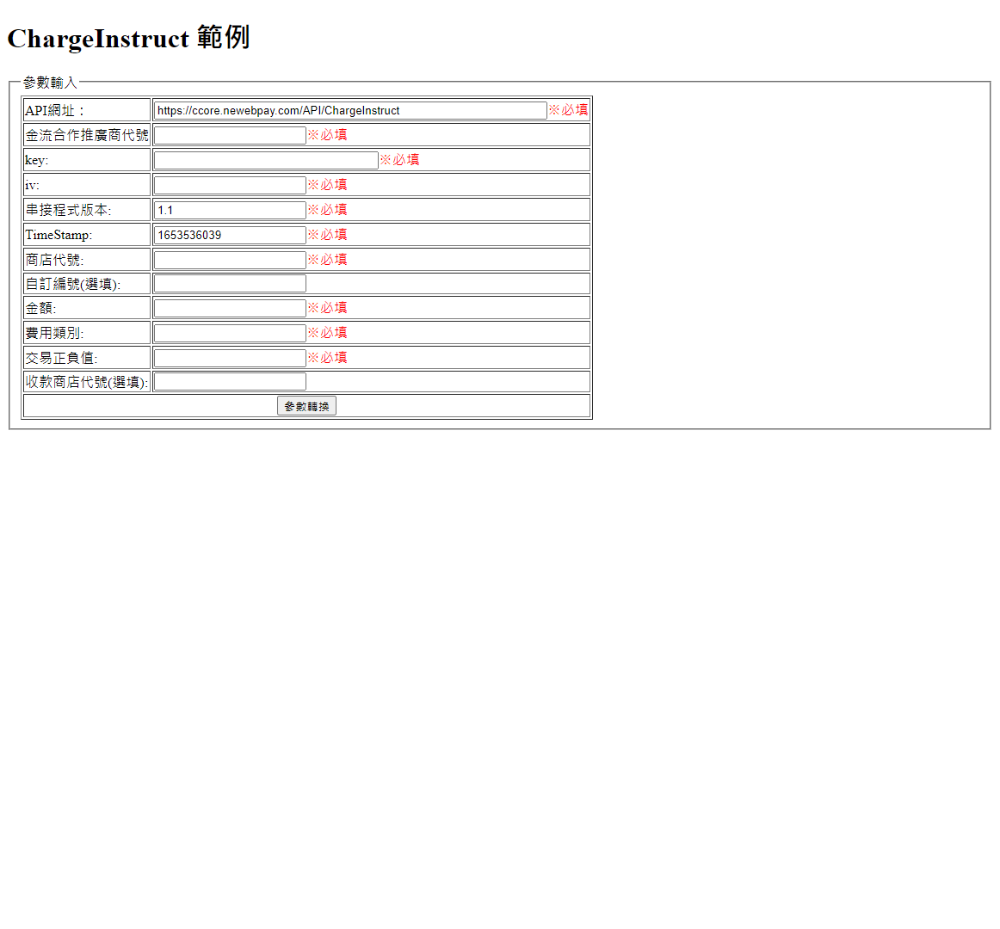 ChargeInstruct 範例
參數輸入
API網址： https://ccore.newebpay.com/API/ChargeInstruct ※必填
金流合作推廣商代號 ※必填
key: ※必填
iv: ※必填
串接程式版本: 1.1 ※必填
TimeStamp: 1653536039 ※必填
商店代號: ※必填
自訂編號(選填):
金額: ※必填
費用類別: ※必填
交易正負值: ※必填
收款商店代號(選填):
參數轉換